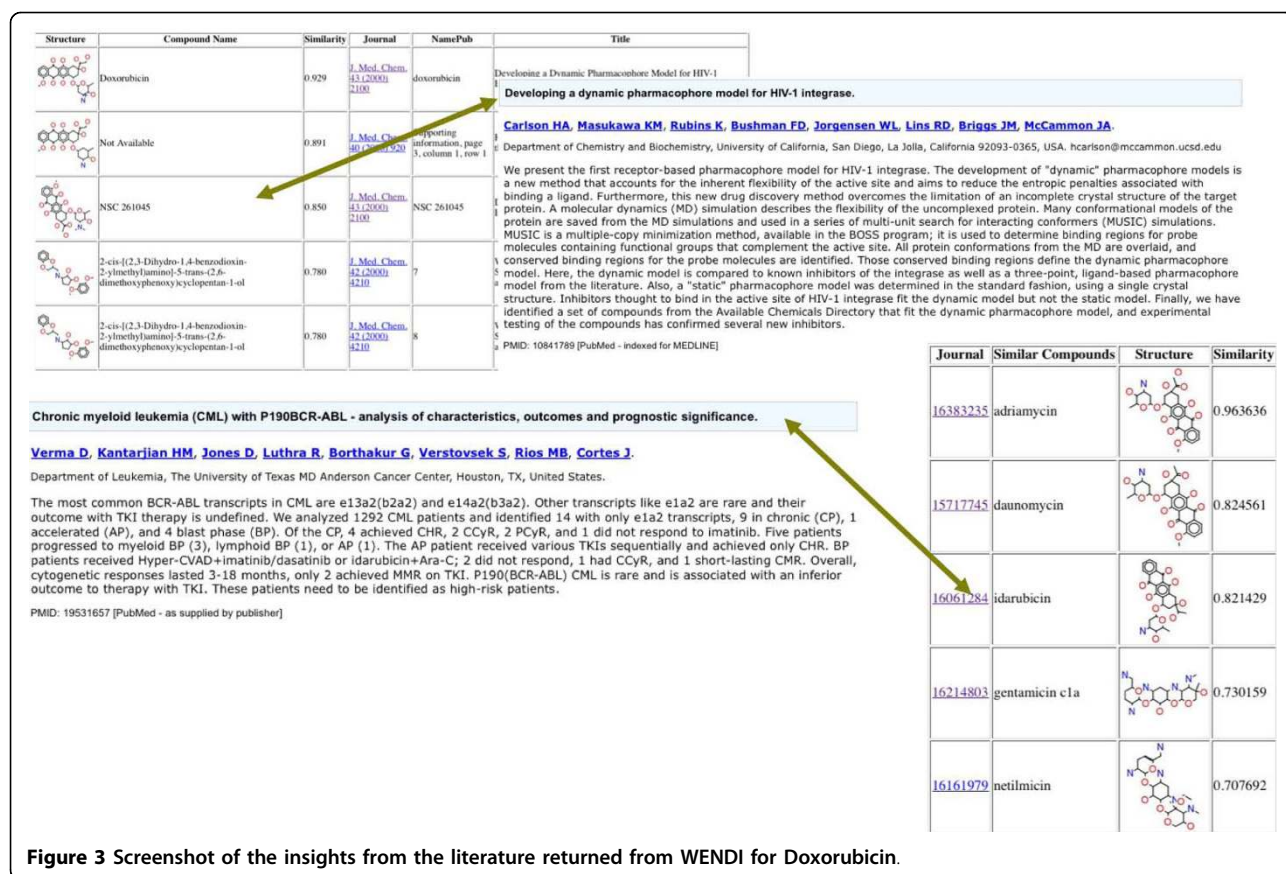 Structure Compound Name Similarity Journal NamePub Title
Doxorubicin 0.929 J. Med. Chem. 43 (2000) 2100 doxorubicin Developing a Dynamic Pharmacophore Model for HIV-1
Not Available 0.891 J. Med. Chem. 40 (2000) 920 Supporting information, page 3, column 1, row 1
NSC 261045 0.850 J. Med. Chem. 43 (2000) 2100 NSC 261045
2-cis-[(2,3-Dihydro-1,4-benzodioxin-
2-ylmethyl)amino]-5-trans-(2,6-
dimethoxyphenoxy)cyclopentan-1-ol
0.780 J. Med. Chem. 42 (2000) 4210 7
2-cis-[(2,3-Dihydro-1,4-benzodioxin-
2-ylmethyl)amino]-5-trans-(2,6-
dimethoxyphenoxy)cyclopentan-1-ol
0.780 J. Med. Chem. 42 (2000) 4210 8
Developing a dynamic pharmacophore model for HIV-1 integrase.
Carlson HA, Masukawa KM, Rubins K, Bushman FD, Jorgensen WL, Lins RD, Briggs JM, McCammon JA.
Department of Chemistry and Biochemistry, University of California, San Diego, La Jolla, California 92093-0365, USA. hcarlson@mccammon.ucsd.edu
We present the first receptor-based pharmacophore model for HIV-1 integrase. The development of "dynamic" pharmacophore models is
a new method that accounts for the inherent flexibility of the active site and aims to reduce the entropic penalties associated with
binding a ligand. Furthermore, this new drug discovery method overcomes the limitation of an incomplete crystal structure of the target
protein. A molecular dynamics (MD) simulation describes the flexibility of the uncomplexed protein. Many conformational models of the
protein are saved from the MD simulations and used in a series of multi-unit search for interacting conformers (MUSIC) simulations.
MUSIC is a multiple-copy minimization method, available in the BOSS program; it is used to determine binding regions for probe
molecules containing functional groups that complement the active site. All protein conformations from the MD are overlaid, and
conserved binding regions for the probe molecules are identified. Those conserved binding regions define the dynamic pharmacophore
model. Here, the dynamic model is compared to known inhibitors of the integrase as well as a three-point, ligand-based pharmacophore
model from the literature. Also, a "static" pharmacophore model was determined in the standard fashion, using a single crystal
structure. Inhibitors thought to bind in the active site of HIV-1 integrase fit the dynamic model but not the static model. Finally, we have
identified a set of compounds from the Available Chemicals Directory that fit the dynamic pharmacophore model, and experimental
testing of the compounds has confirmed several new inhibitors.
PMID: 10841789 [PubMed - indexed for MEDLINE]
Chronic myeloid leukemia (CML) with P190BCR-ABL - analysis of characteristics, outcomes and prognostic significance.
Verma D, Kantarjian HM, Jones D, Luthra R, Borthakur G, Verstovsek S, Rios MB, Cortes J.
Department of Leukemia, The University of Texas MD Anderson Cancer Center, Houston, TX, United States.
The most common BCR-ABL transcripts in CML are e13a2(b2a2) and e14a2(b3a2). Other transcripts like e1a2 are rare and their
outcome with TKI therapy is undefined. We analyzed 1292 CML patients and identified 14 with only e1a2 transcripts, 9 in chronic (CP), 1
accelerated (AP), and 4 blast phase (BP). Of the CP, 4 achieved CHR, 2 CCyR, 2 PCyR, and 1 did not respond to imatinib. Five patients
progressed to myeloid BP (3), lymphoid BP (1), or AP (1). The AP patient received various TKIs sequentially and achieved only CHR. BP
patients received Hyper-CVAD+imatinib/dasatinib or idarubicin+Ara-C; 2 did not respond, 1 had CCyR, and 1 short-lasting CMR. Overall,
cytogenetic responses lasted 3-18 months, only 2 achieved MMR on TKI. P190(BCR-ABL) CML is rare and is associated with an inferior
outcome to therapy with TKI. These patients need to be identified as high-risk patients.
PMID: 19531657 [PubMed - as supplied by publisher]
Journal Similar Compounds Structure Similarity
16383235 adriamycin 0.963636
15717745 daunomycin 0.824561
16061284 idarubicin 0.821429
16214803 gentamicin c1a 0.730159
16161979 netilmicin 0.707692
Figure 3 Screenshot of the insights from the literature returned from WENDI for Doxorubicin.